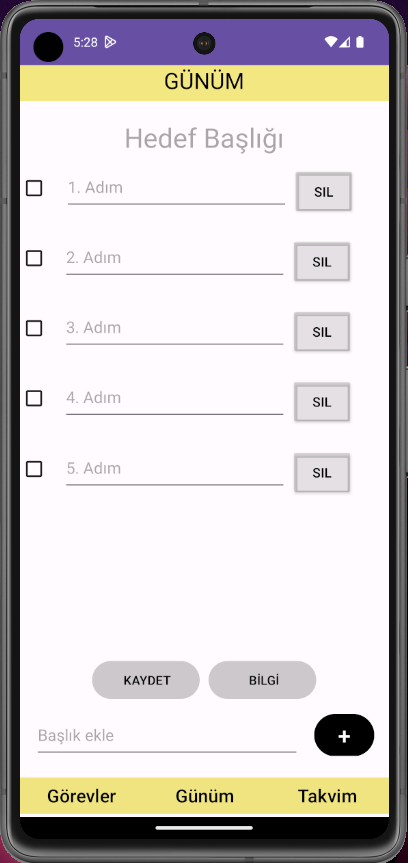 5:28
GÜNÜM
Hedef Başlığı
1. Adım SIL
2. Adım SIL
3. Adım SIL
4. Adım SIL
5. Adım SIL
KAYDET BİLGİ
Başlık ekle +
Görevler Günüm Takvim